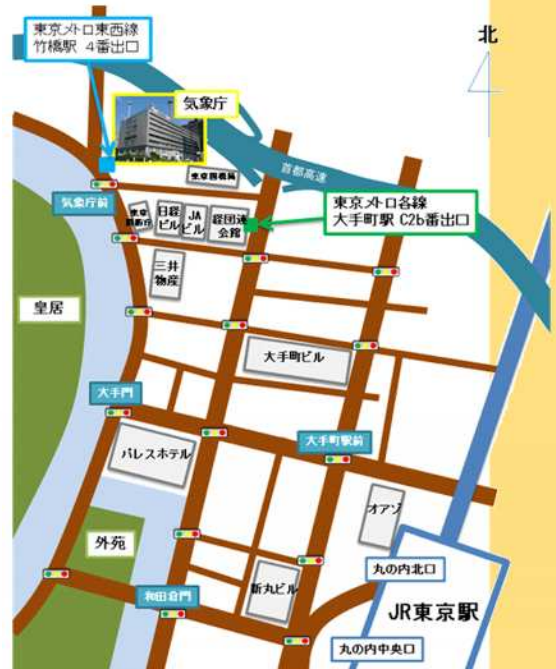 東京メトロ東西線
竹橋駅 4番出口
北
気象庁
首都高速
東京メトロ各線
大手町駅 C2b番出口
気象庁前
日経
ビル
JA
ビル
経団連
会館
三井
物産
皇居
大手町ビル
大手門
大手町駅前
パレスホテル
オアゾ
外苑
丸の内北口
新丸ビル
和田倉門
JR東京駅
丸の内中央口